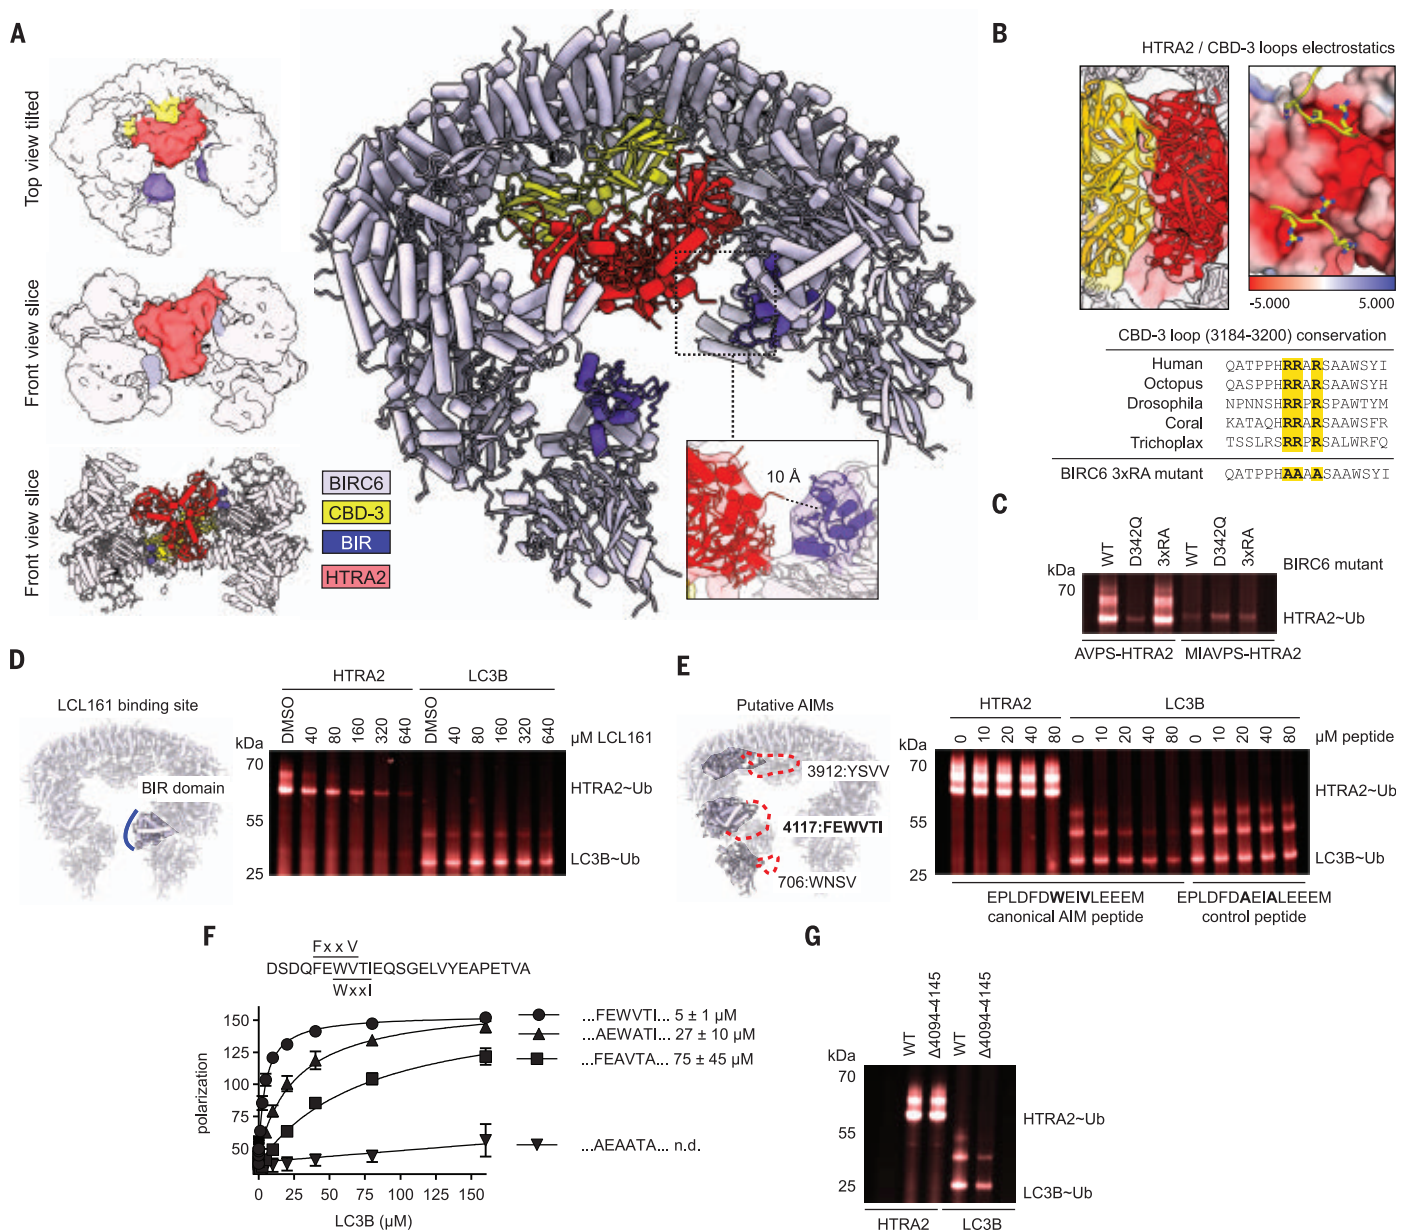 A
Top view tilted
Front view slice
Front view slice
BIRC6
CBD-3
BIR
HTRA2
10 Å
B
HTRA2 / CBD-3 loops electrostatics
-5.000 5.000
CBD-3 loop (3184-3200) conservation
Human QATPPHRRARSAAWSYI
Octopus QASPPHRRARSAAWSYH
Drosophila NPNNSHRRPRSPAWTYM
Coral KATAQHRRARSAAWSFR
Trichoplax TSSLRSRRPRSALWRFQ
BIRC6 3xRA mutant QATPPHAAAASAAWSYI
C
WT D342Q 3xRA WT D342Q 3xRA BIRC6 mutant
kDa
70
HTRA2~Ub
AVPS-HTRA2 MIAVPS-HTRA2
D
LCL161 binding site
BIR domain
HTRA2 LC3B
DMSO 40 80 160 320 640 DMSO 40 80 160 320 640 µM LCL161
kDa
70
HTRA2~Ub
55
LC3B~Ub
25
E
Putative AIMs
3912:YSVV
4117:FEWVTI
706:WNSV
HTRA2 LC3B
0 10 20 40 80 0 10 20 40 80 0 10 20 40 80 µM peptide
kDa
70
HTRA2~Ub
55
LC3B~Ub
25
EPLDFDWEIVLEEEM EPLDFDAEIALEEEM
canonical AIM peptide control peptide
F
FxxV
DSDQFEWVTIEQSGELVYEAPETVA
WxxI
150
125
100
75
50
polarization
0 25 50 75 100 125 150
LC3B (µM)
...FEWVTI... 5 ± 1 µM
...AEWATI... 27 ± 10 µM
...FEAVTA... 75 ± 45 µM
...AEAATA... n.d.
G
WT Δ4094-4145 WT Δ4094-4145
kDa
70
HTRA2~Ub
55
25
LC3B~Ub
HTRA2 LC3B